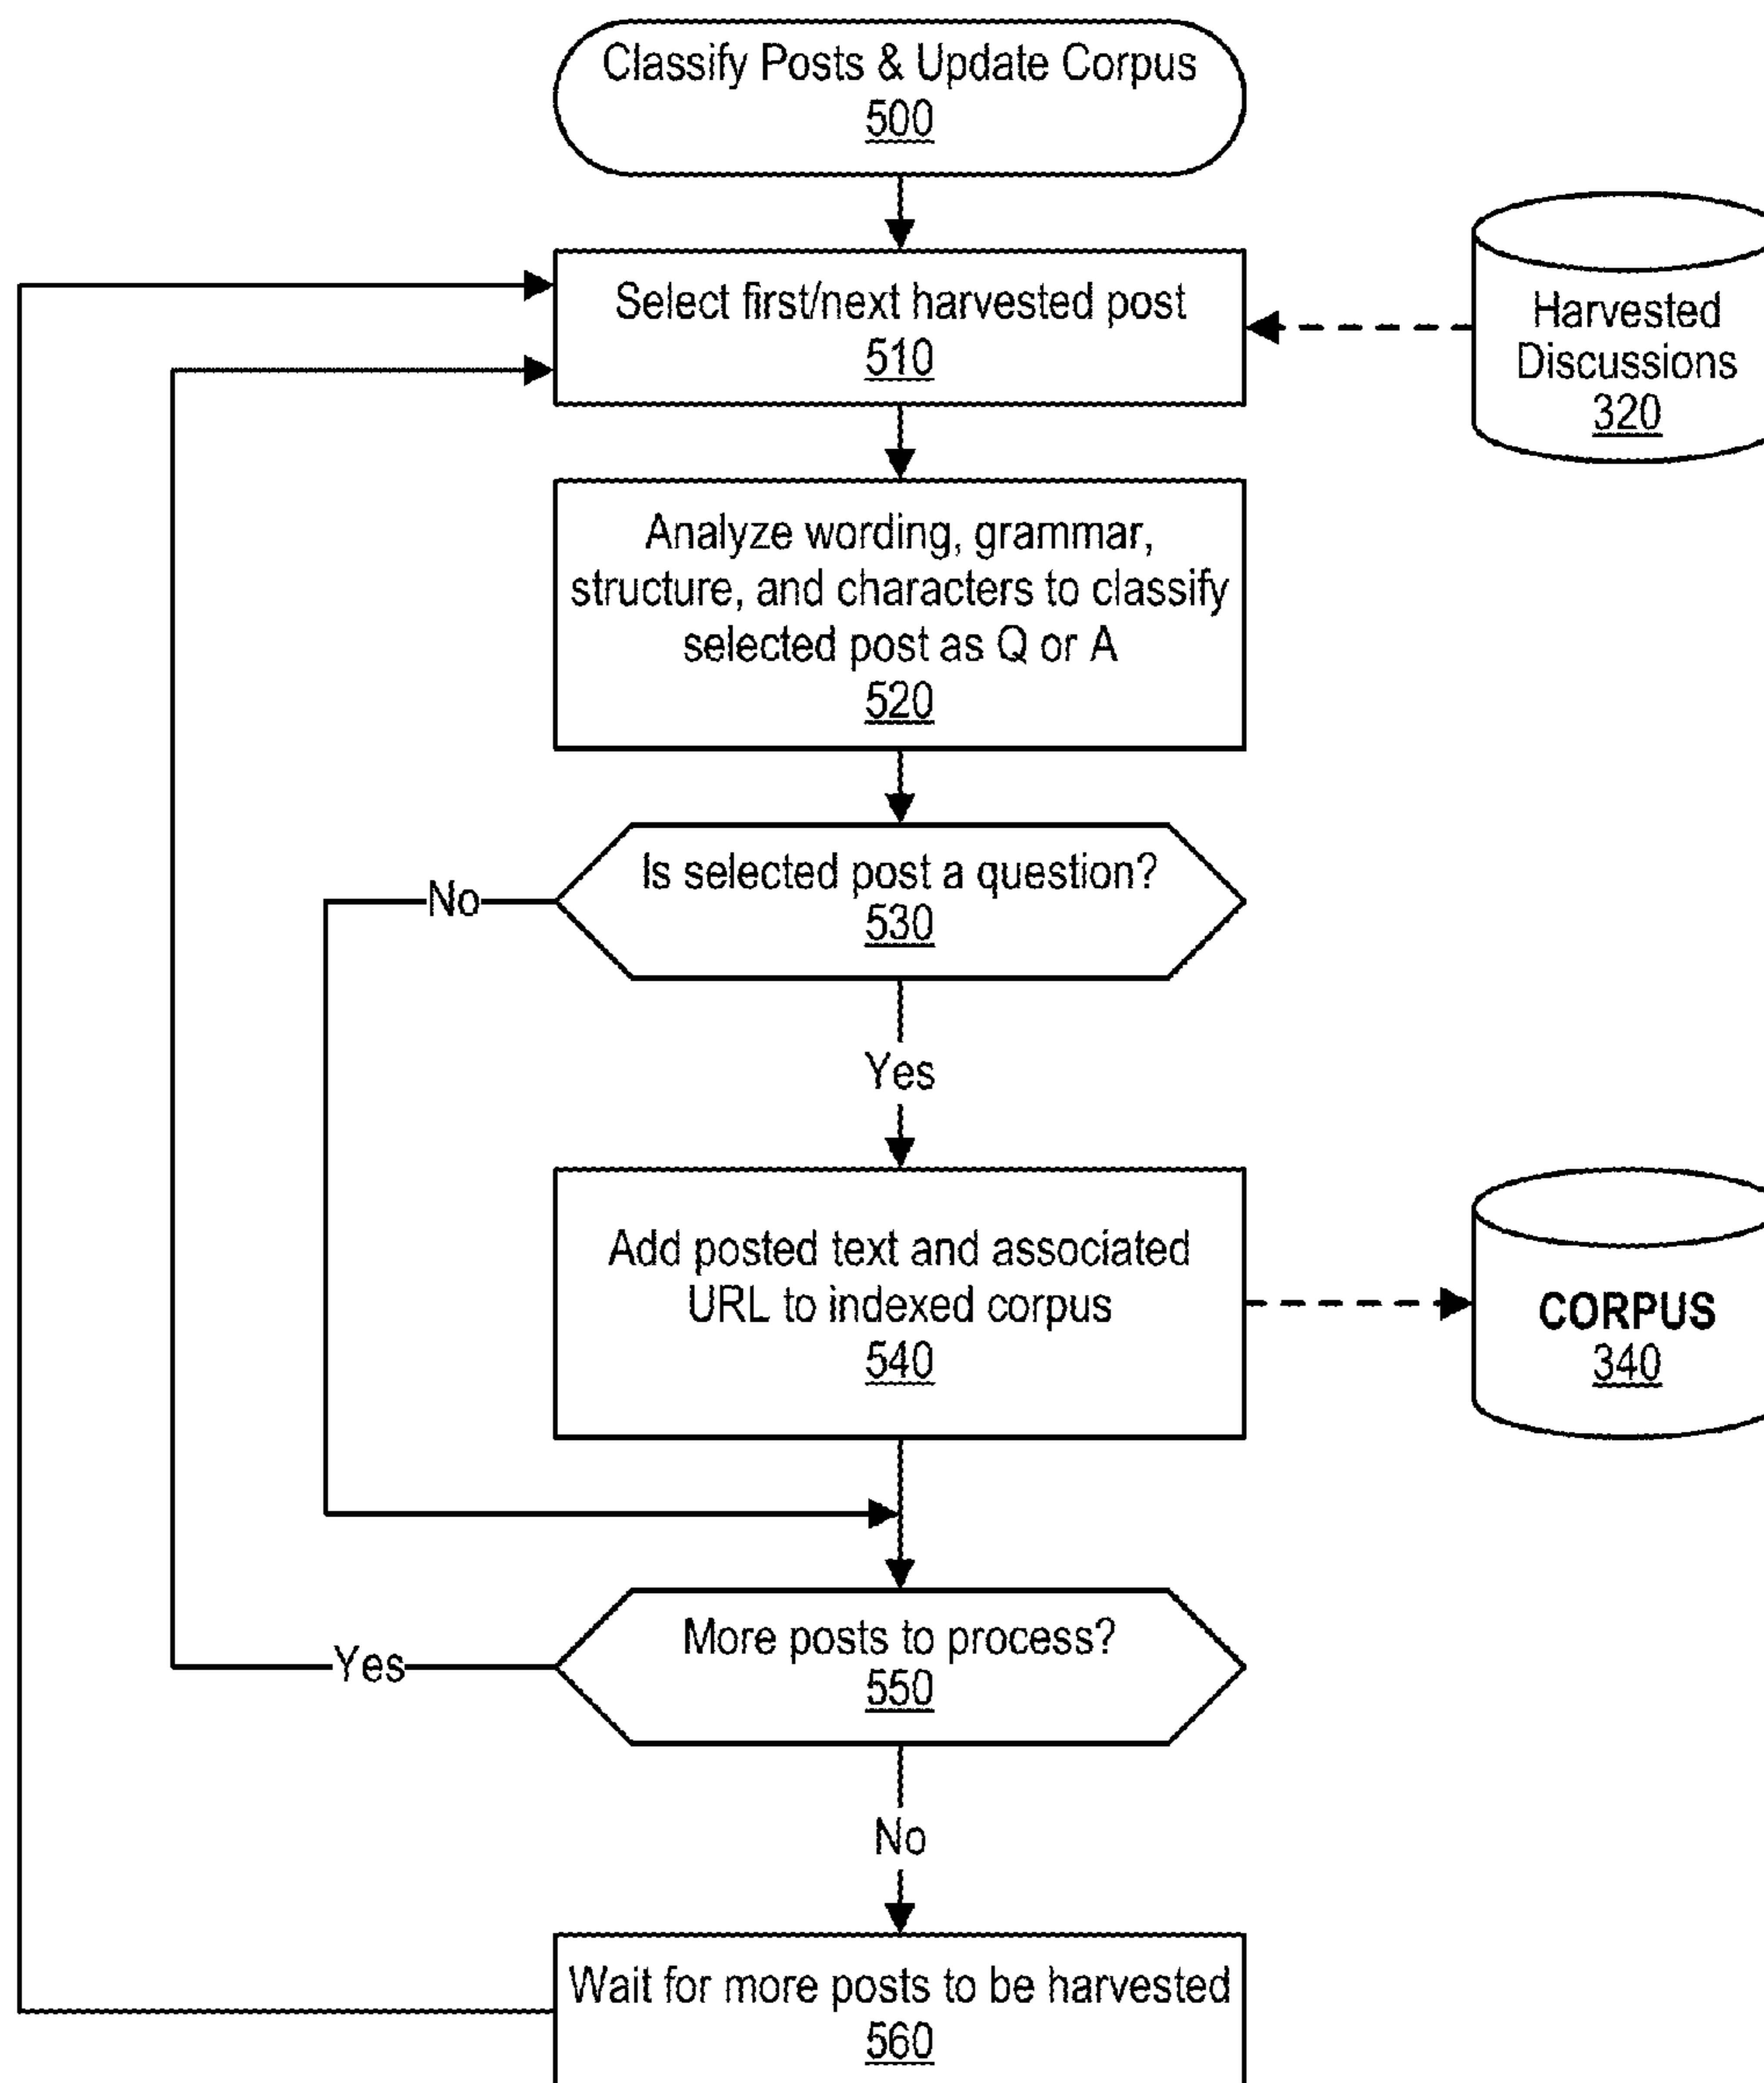 Classify Posts & Update Corpus
500
Select first/next harvested post
510
Harvested
Discussions
320
Analyze wording, grammar,
structure, and characters to classify
selected post as Q or A
520
Is selected post a question?
530
No
Yes
Add posted text and associated
URL to indexed corpus
540
CORPUS
340
More posts to process?
550
Yes
No
Wait for more posts to be harvested
560